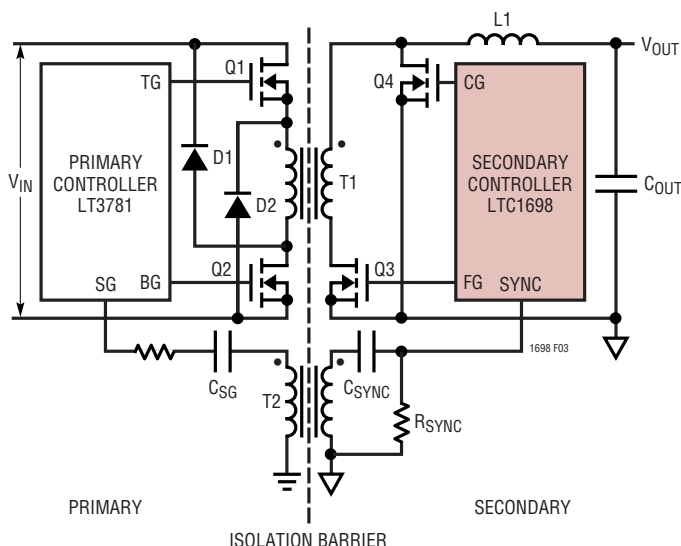 L1
V_OUT
Q1
TG
Q4
CG
PRIMARY
CONTROLLER
LT3781
D1
D2
T1
SECONDARY
CONTROLLER
LTC1698
V_IN
C_OUT
SG
BG
Q2
Q3
FG
SYNC
1698 F03
C_SG
T2
C_SYNC
R_SYNC
PRIMARY
SECONDARY
ISOLATION BARRIER